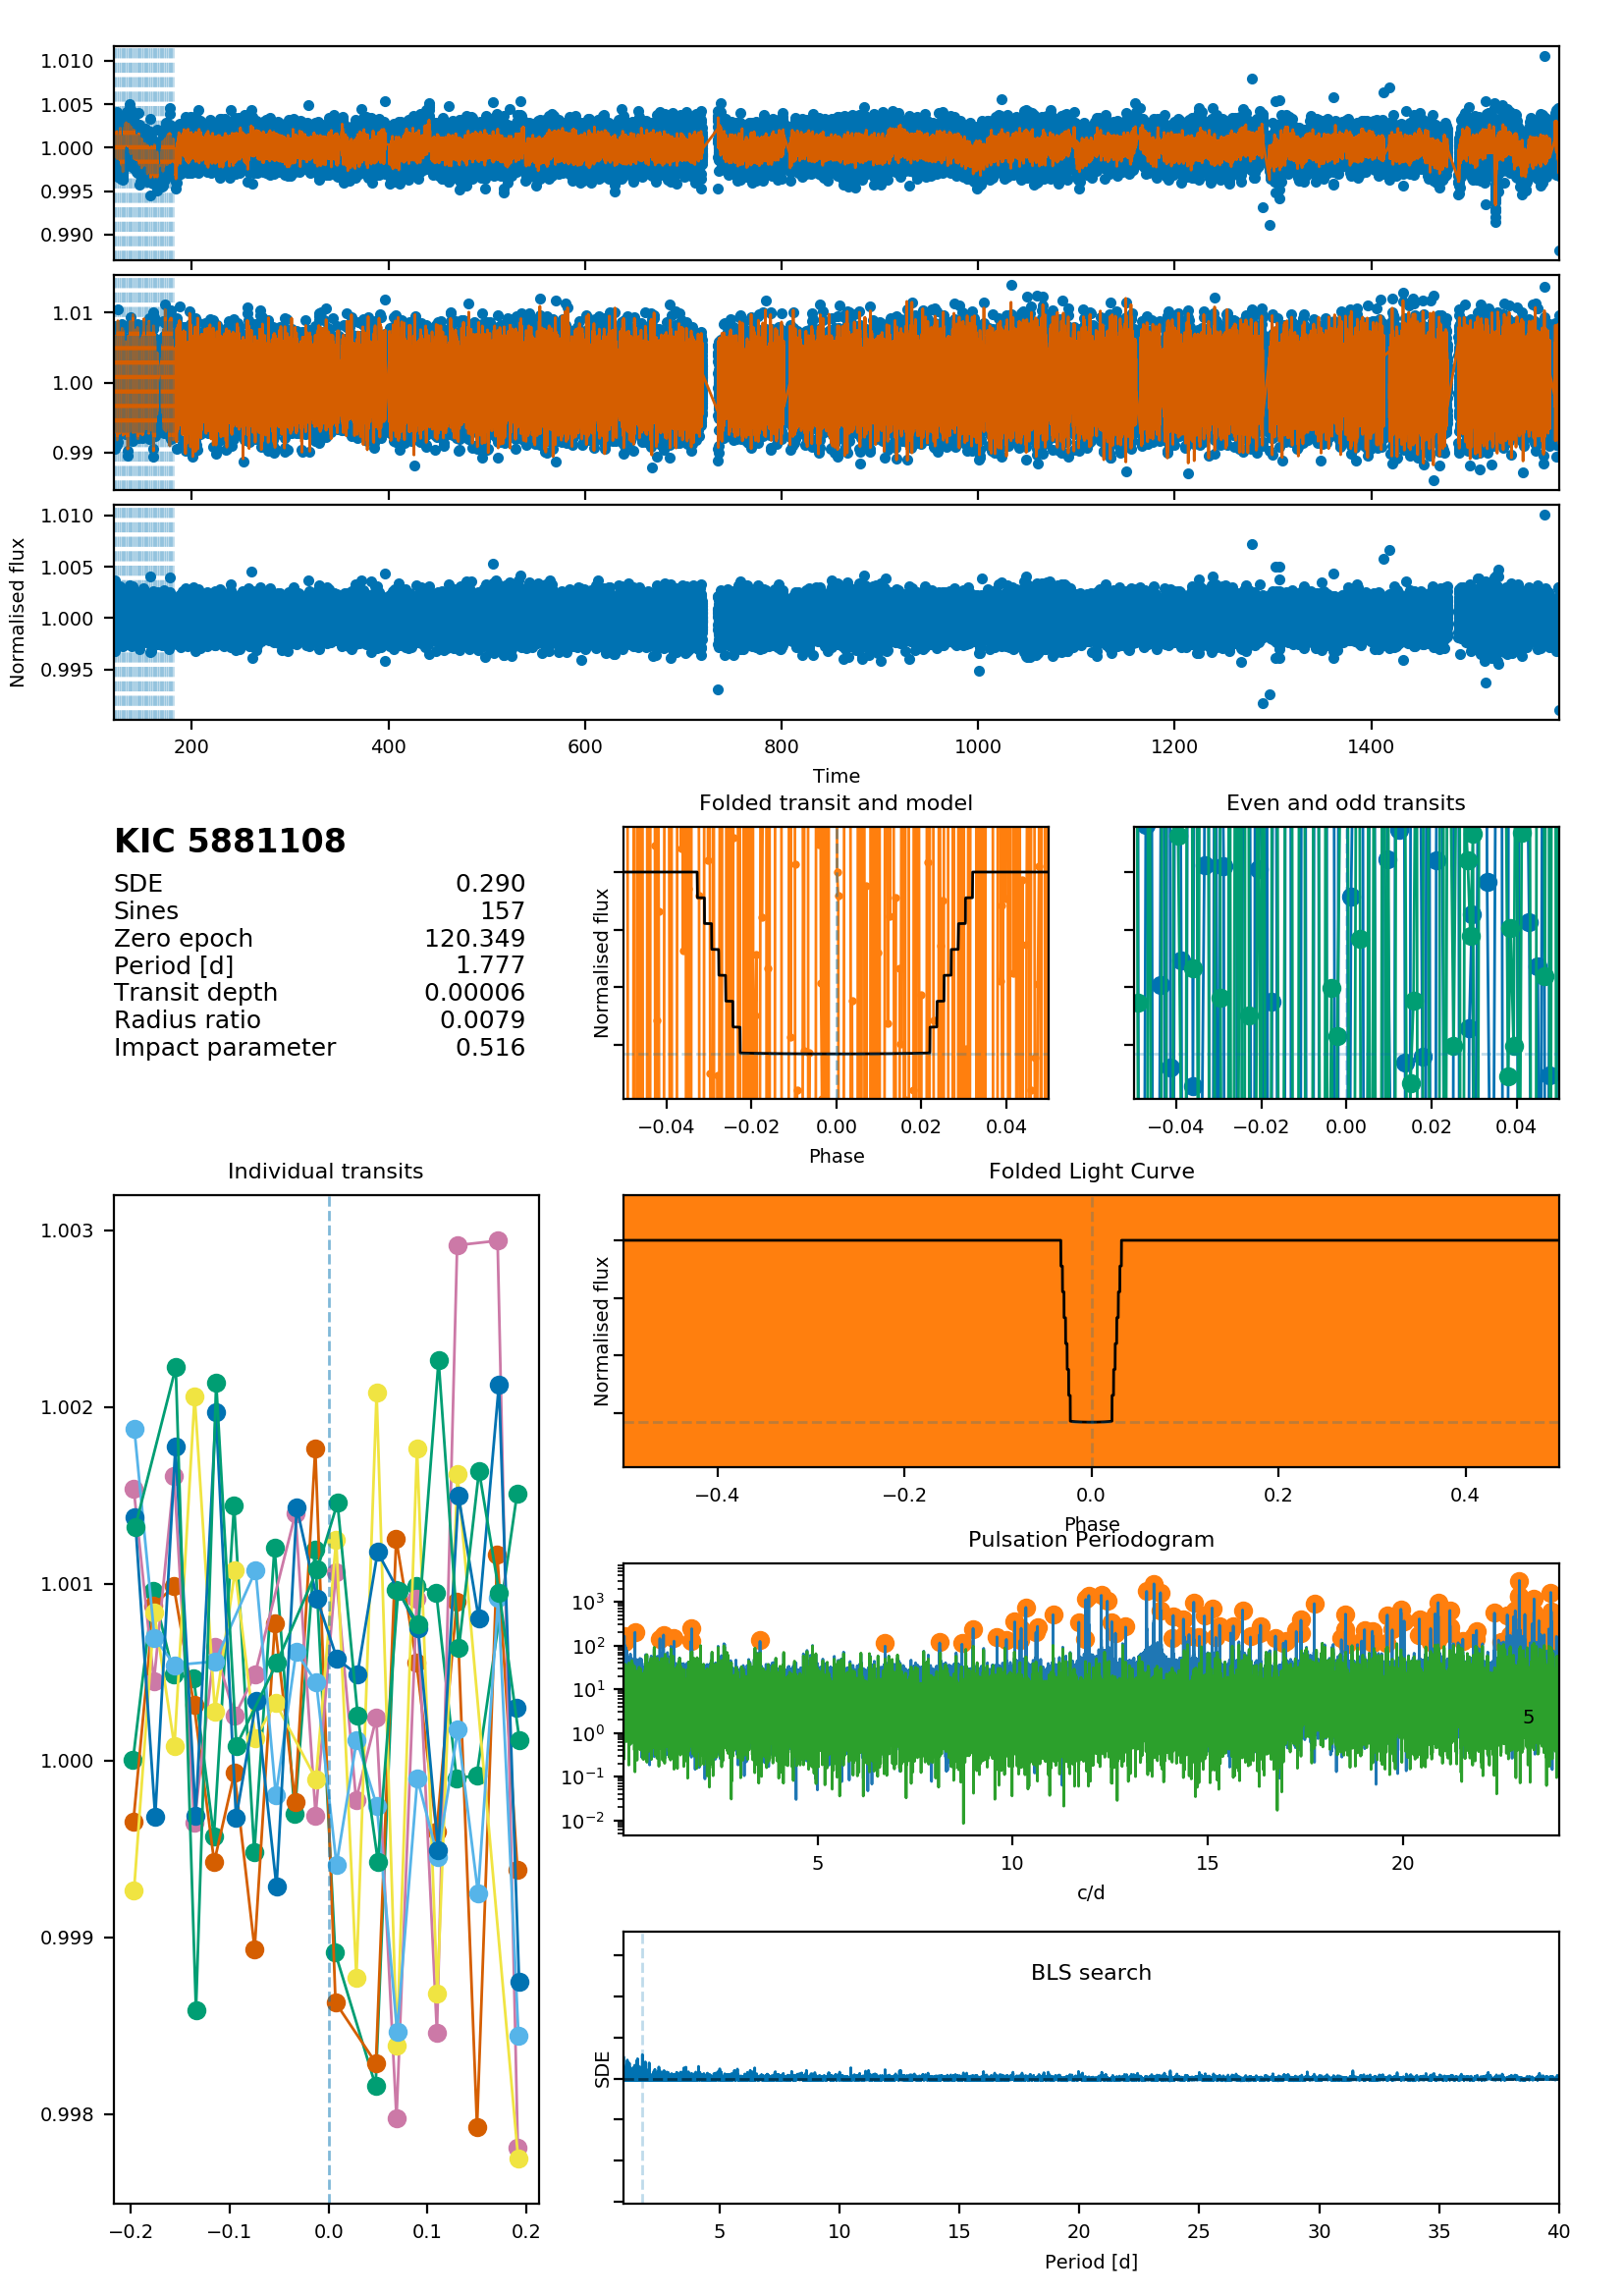 1.010
1.005
1.000
0.995
0.990
1.01
1.00
0.99
1.010
1.005
1.000
0.995
Normalised flux
200 400 600 800 1000 1200 1400
Time
KIC 5881108
SDE 0.290
Sines 157
Zero epoch 120.349
Period [d] 1.777
Transit depth 0.00006
Radius ratio 0.0079
Impact parameter 0.516
Folded transit and model
Normalised flux
−0.04 −0.02 0.00 0.02 0.04
Phase
Even and odd transits
−0.04 −0.02 0.00 0.02 0.04
Individual transits
1.003
1.002
1.001
1.000
0.999
0.998
−0.2 −0.1 0.0 0.1 0.2
Folded Light Curve
Normalised flux
−0.4 −0.2 0.0 0.2 0.4
Phase
Pulsation Periodogram
10³
10²
10¹
10⁰
10⁻¹
10⁻²
5
5 10 15 20
c/d
BLS search
SDE
5 10 15 20 25 30 35 40
Period [d]